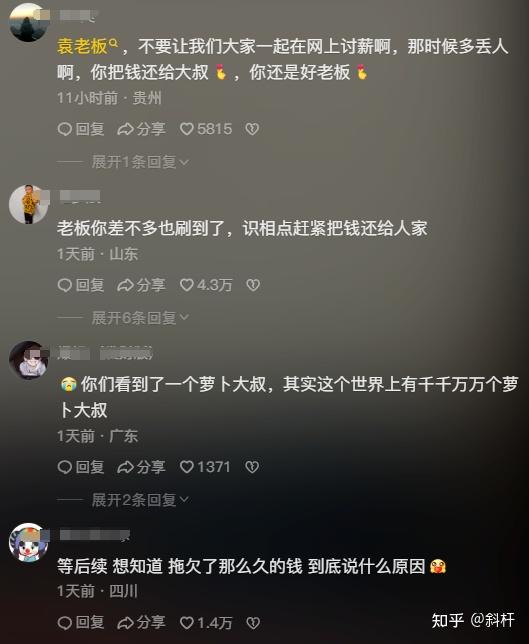 袁老板，不要让我们大家一起在网上讨薪啊，那时候多丢人
啊，你把钱还给大叔🫰，你还是好老板🫰
11小时前 · 贵州
回复 分享 5815
展开1条回复
老板你差不多也刷到了，识相点赶紧把钱还给人家
1天前 · 山东
回复 分享 4.3万
展开6条回复
😭你们看到了一个萝卜大叔，其实这个世界上有千千万万个萝
卜大叔
1天前 · 广东
回复 分享 1371
展开2条回复
等后续 想知道 拖欠了那么久的钱 到底说什么原因
1天前 · 四川
回复 分享 1.4万
知乎 @斜杆